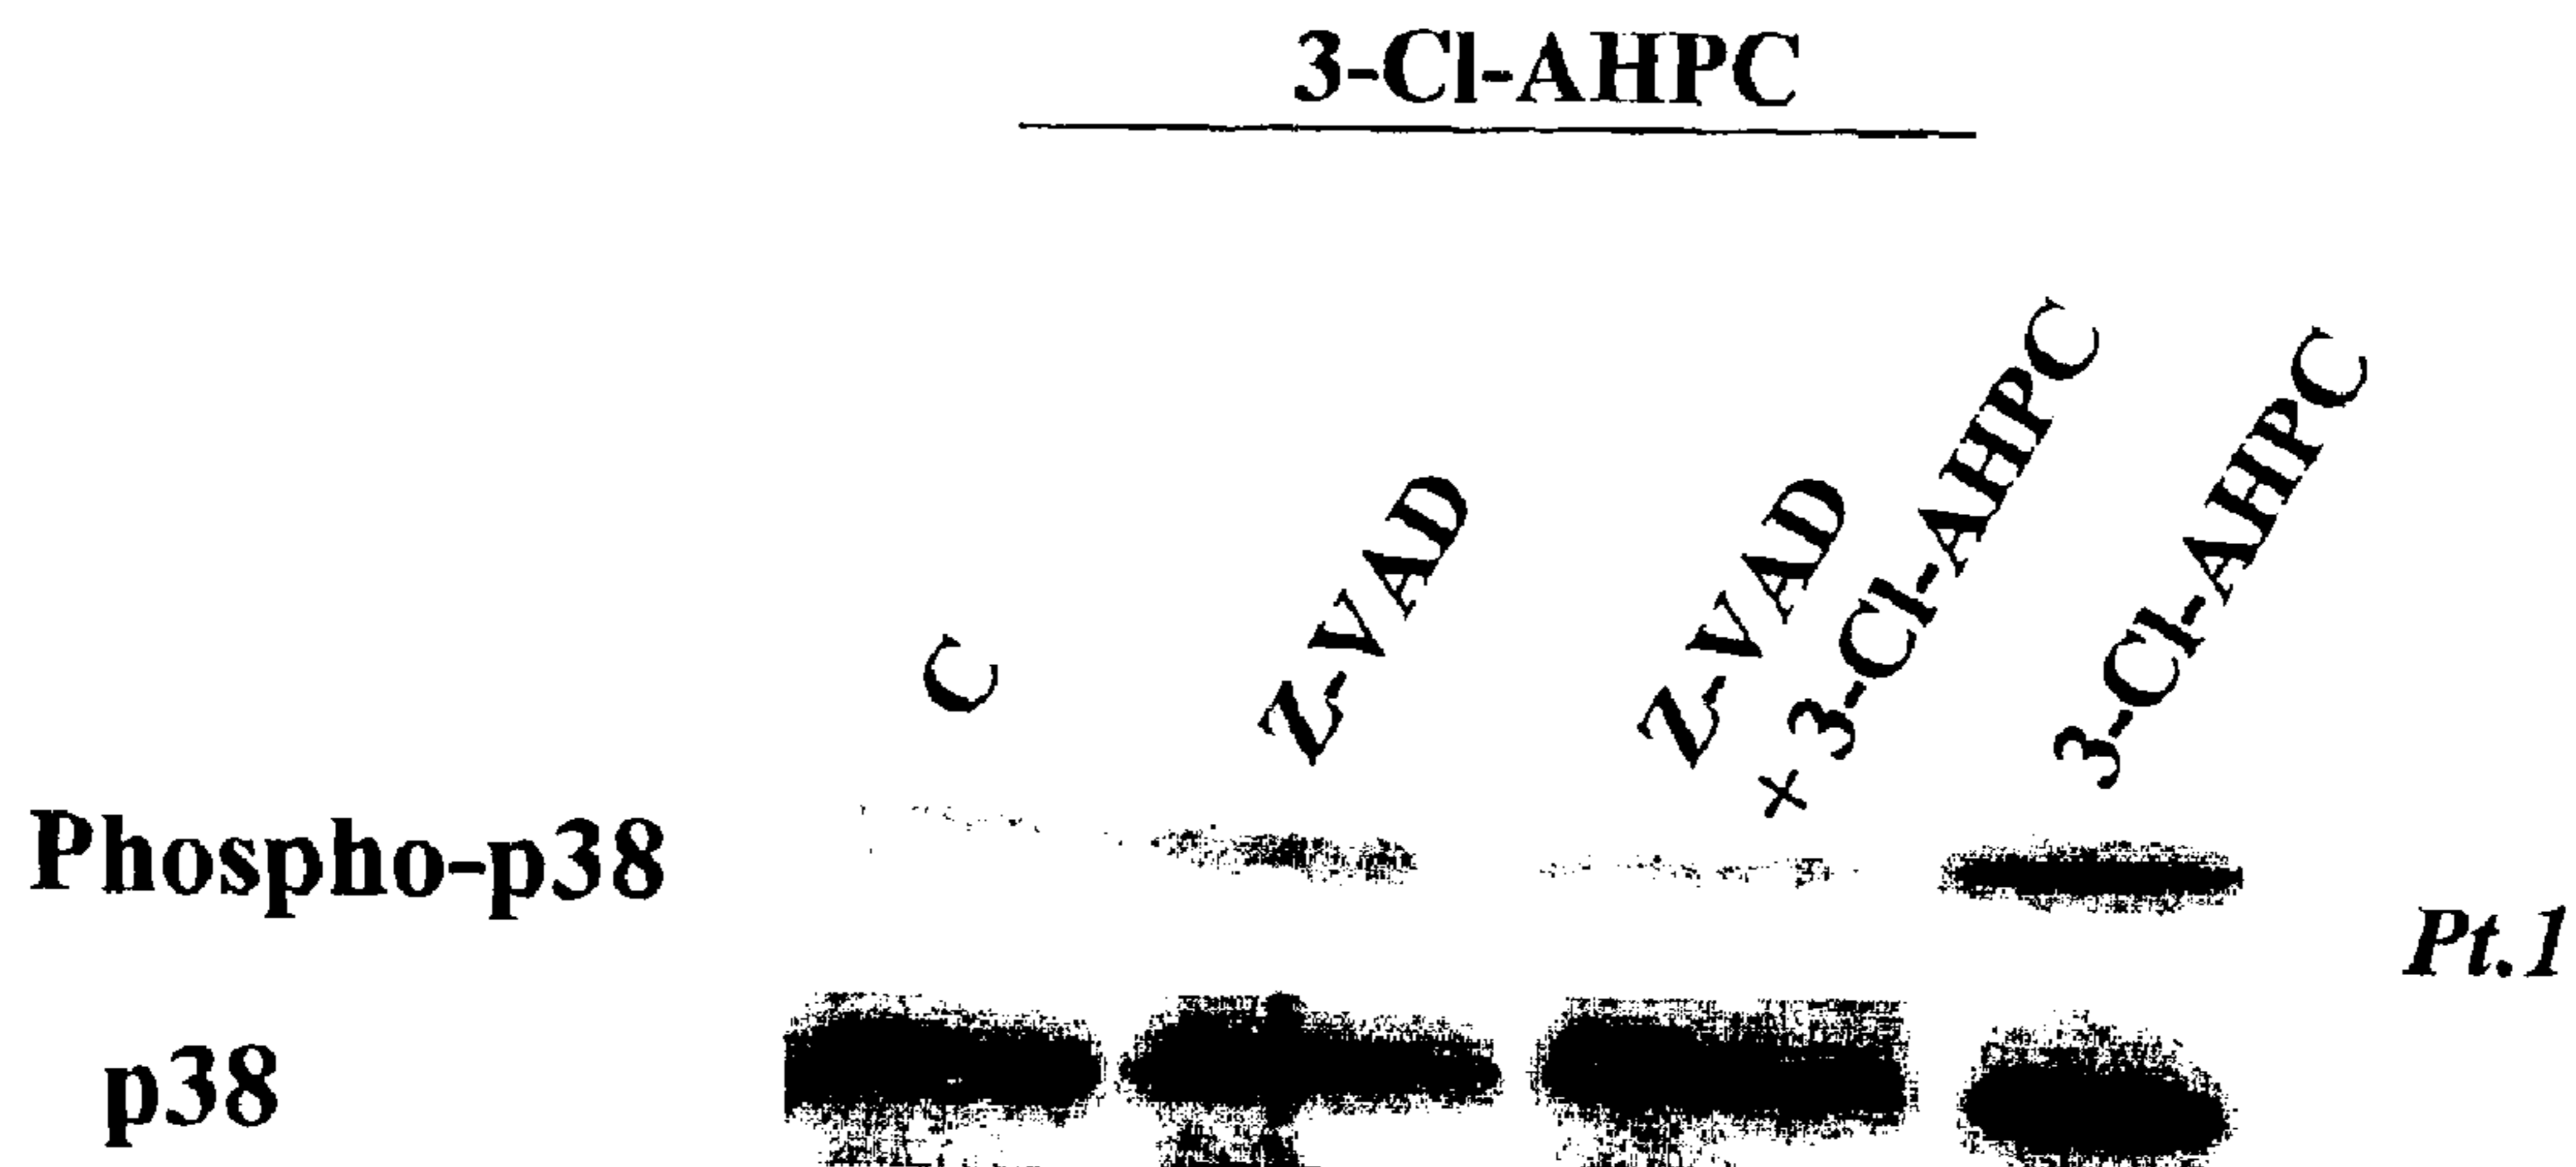 3-Cl-AHPC
C
Z-VAD
Z-VAD
+ 3-Cl-AHPC
3-Cl-AHPC
Phospho-p38
Pt.1
p38